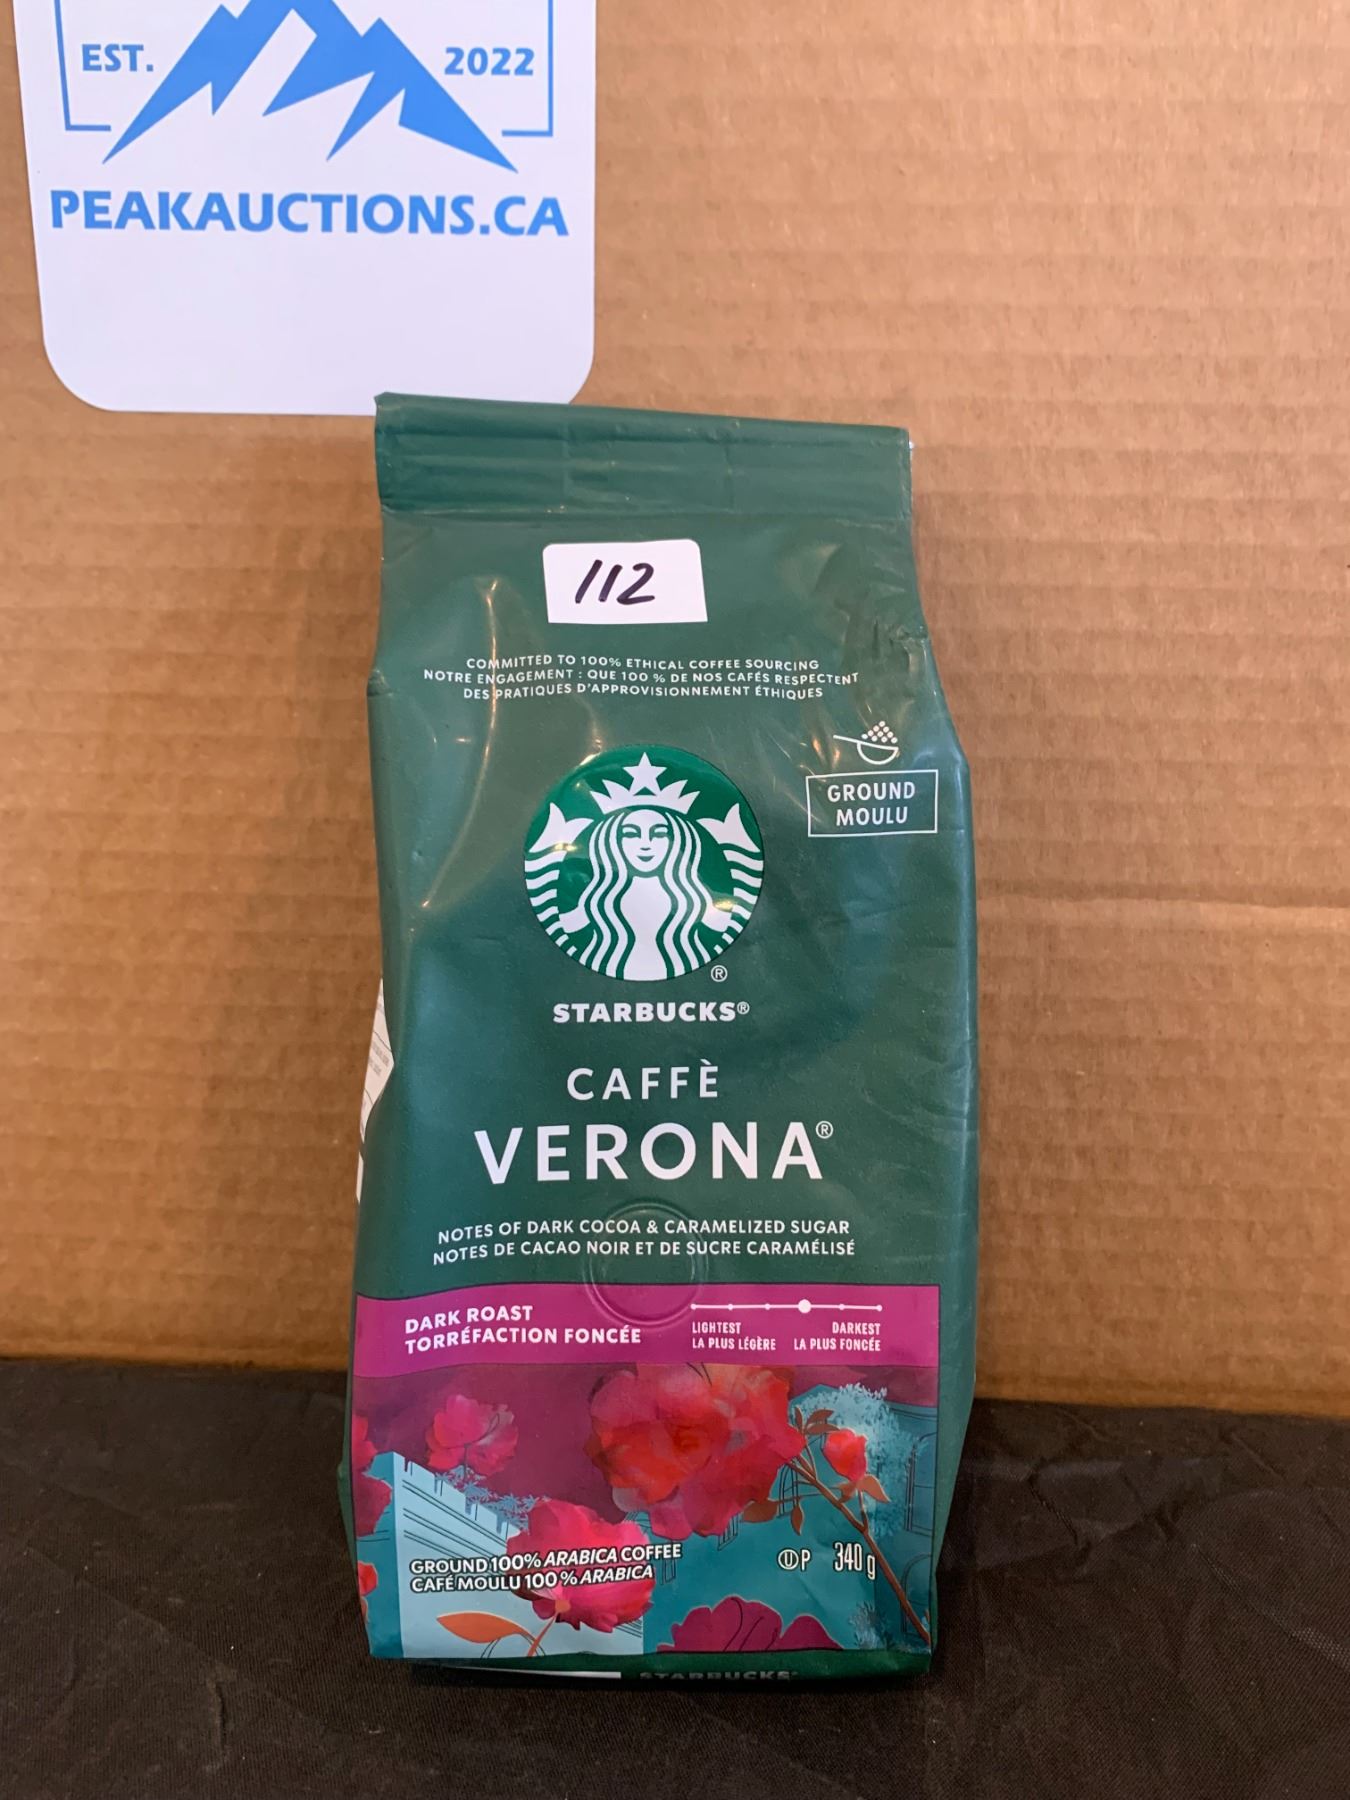 EST. 2022
PEAKAUCTIONS.CA
112
COMMITTED TO 100% ETHICAL COFFEE SOURCING
NOTRE ENGAGEMENT : QUE 100 % DE NOS CAFÉS RESPECTENT
DES PRATIQUES D'APPROVISIONNEMENT ÉTHIQUES
GROUND
MOULU
®
STARBUCKS®
CAFFÈ
VERONA®
NOTES OF DARK COCOA & CARAMELIZED SUGAR
NOTES DE CACAO NOIR ET DE SUCRE CARAMÉLISÉ
DARK ROAST
TORRÉFACTION FONCÉE
LIGHTEST DARKEST
LA PLUS LÉGÈRE LA PLUS FONCÉE
GROUND 100% ARABICA COFFEE
CAFÉ MOULU 100 % ARABICA
Ⓤ P 340 g
STARBUCKS